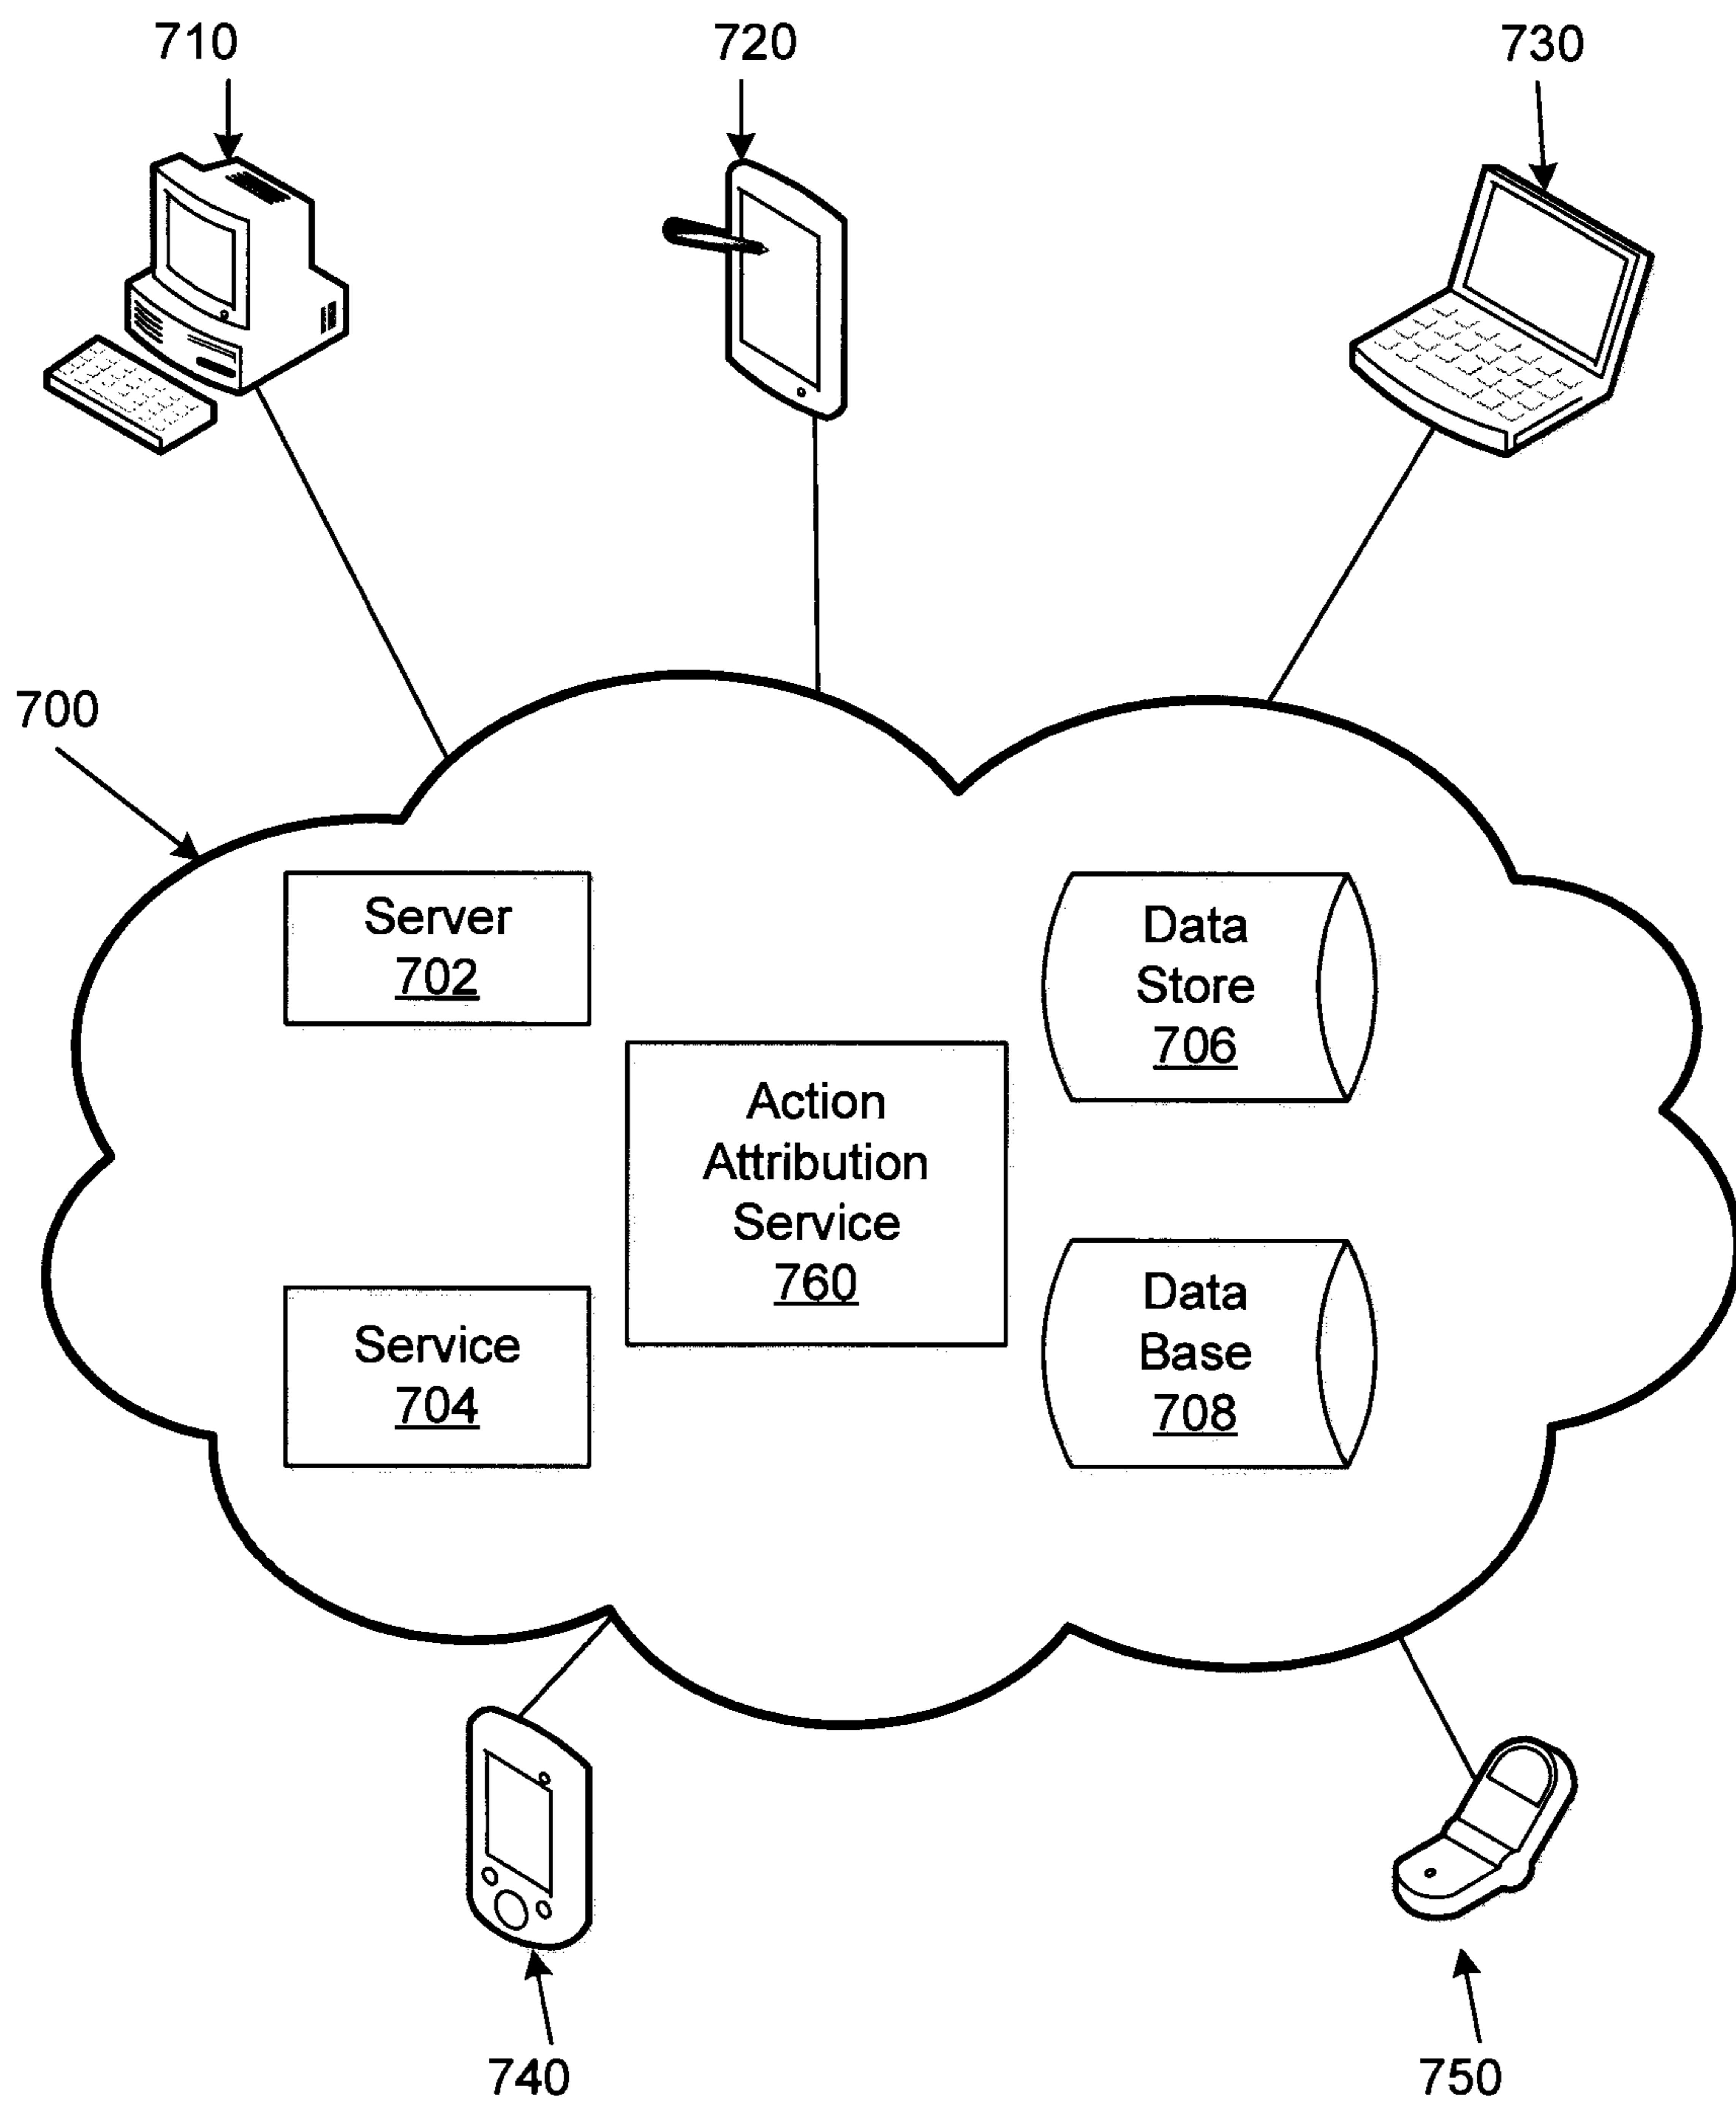 710
720
730
700
Server
702
Data
Store
706
Action
Attribution
Service
760
Service
704
Data
Base
708
740
750